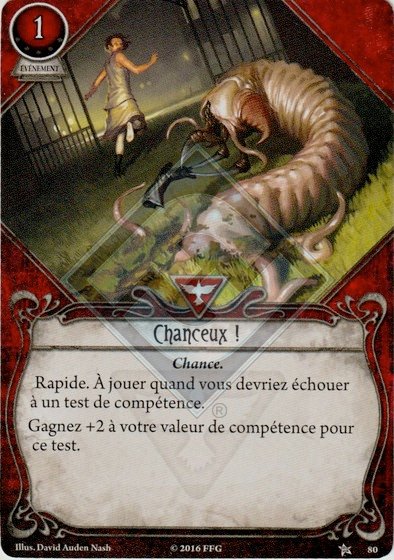 1
ÉVÉNEMENT
Chanceux !
Chance.
Rapide. À jouer quand vous devriez échouer
à un test de compétence.
®
Gagnez +2 à votre valeur de compétence pour
ce test.
Illus. David Auden Nash
© 2016 FFG
80